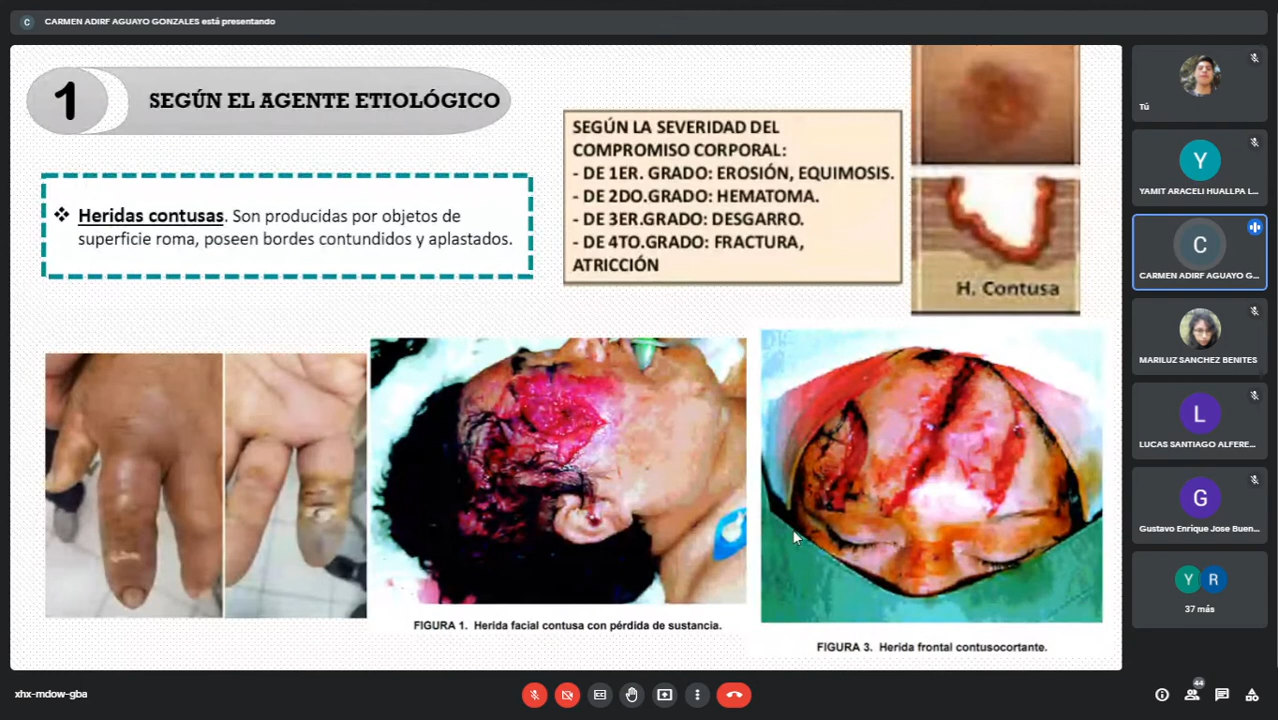 C CARMEN ADIRF AGUAYO GONZALES está presentando
1 SEGÚN EL AGENTE ETIOLÓGICO
❖ Heridas contusas. Son producidas por objetos de
superficie roma, poseen bordes contundidos y aplastados.
SEGÚN LA SEVERIDAD DEL
COMPROMISO CORPORAL:
- DE 1ER. GRADO: EROSIÓN, EQUIMOSIS.
- DE 2DO.GRADO: HEMATOMA.
- DE 3ER.GRADO: DESGARRO.
- DE 4TO.GRADO: FRACTURA,
ATRICCIÓN
H. Contusa
FIGURA 1. Herida facial contusa con pérdida de sustancia.
FIGURA 3. Herida frontal contusocortante.
Tú
Y
YAMIT ARACELI HUALLPA L...
C
CARMEN ADIRF AGUAYO G...
MARILUZ SANCHEZ BENITES
L
LUCAS SANTIAGO ALFERE...
G
Gustavo Enrique Jose Buen...
Y R
37 más
xhx-mdow-gba
44